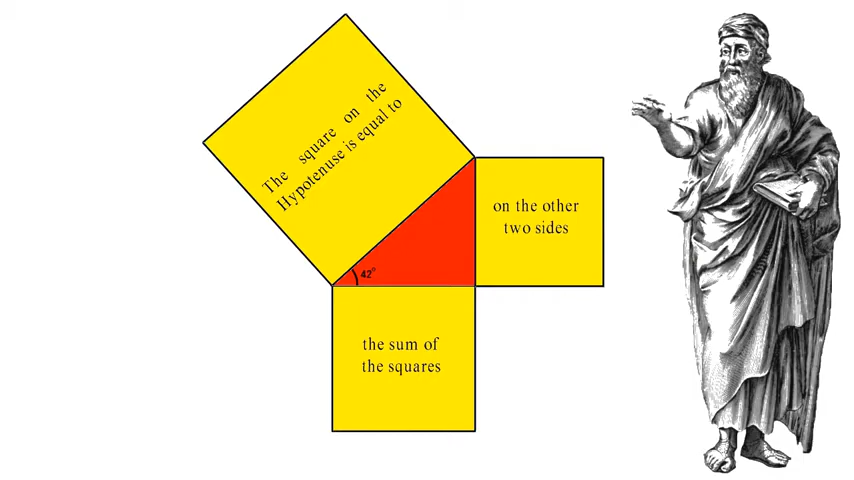 The square on the
Hypotenuse is equal to
the sum of
the squares
on the other
two sides
42°